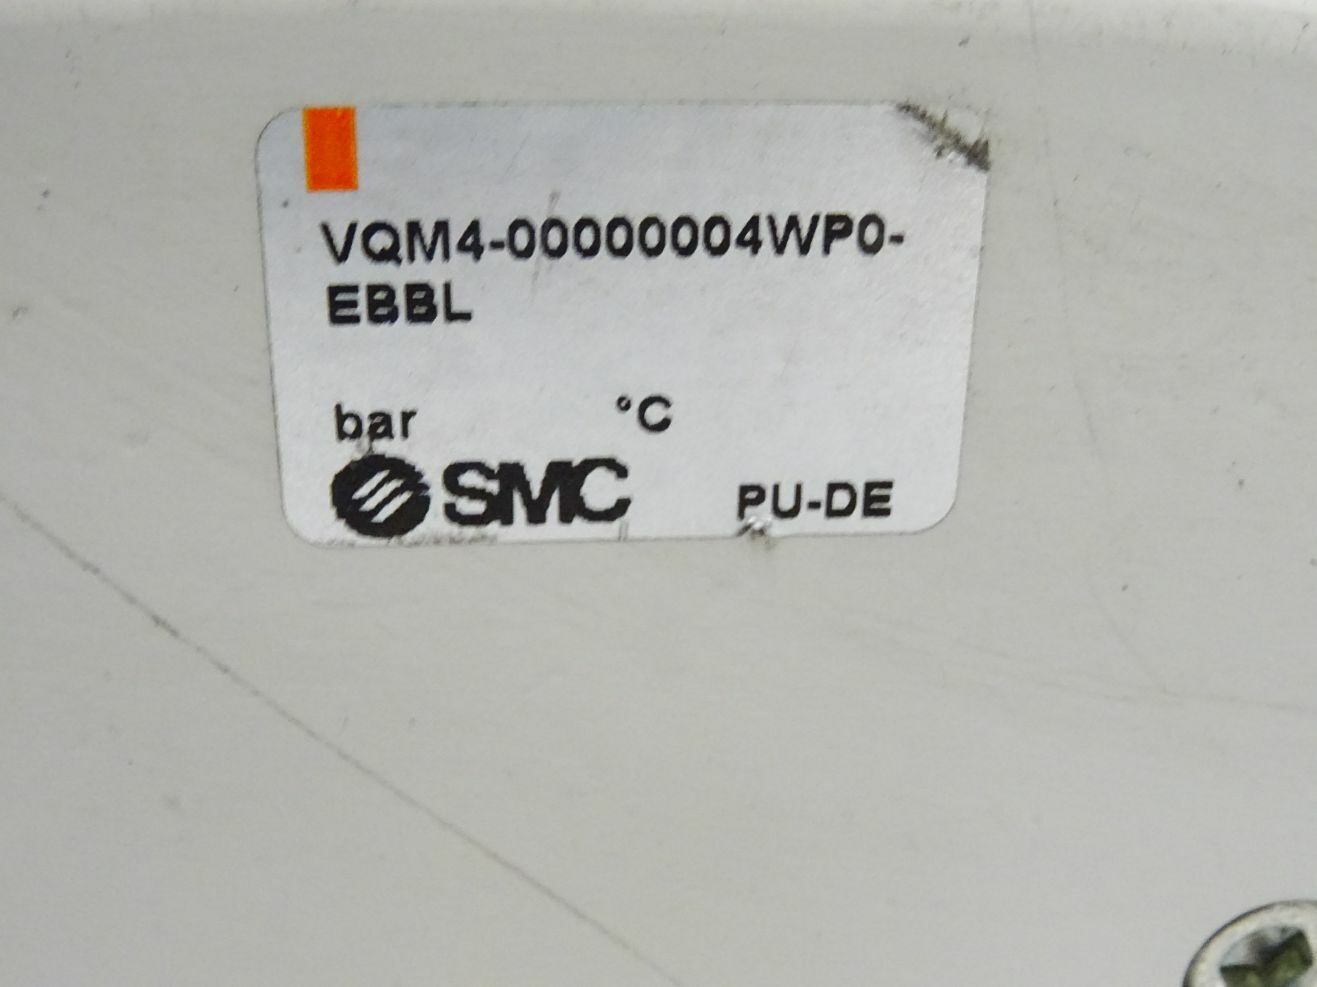 VQM4-00000004WP0-
EBBL
bar °C
SMC PU-DE